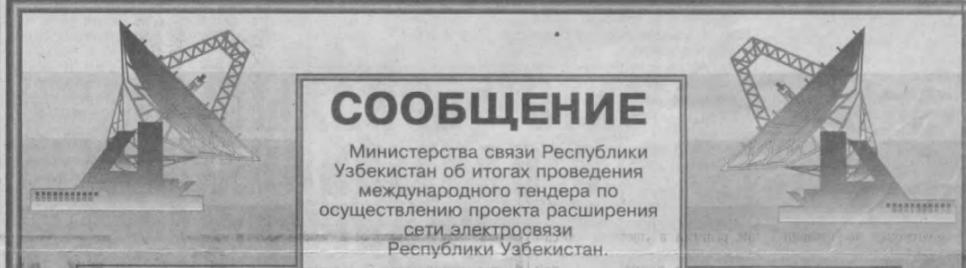 СООБЩЕНИЕ
Министерства связи Республики
Узбекистан об итогах проведения
международного тендера по
осуществлению проекта расширения
сети электросвязи
Республики Узбекистан.